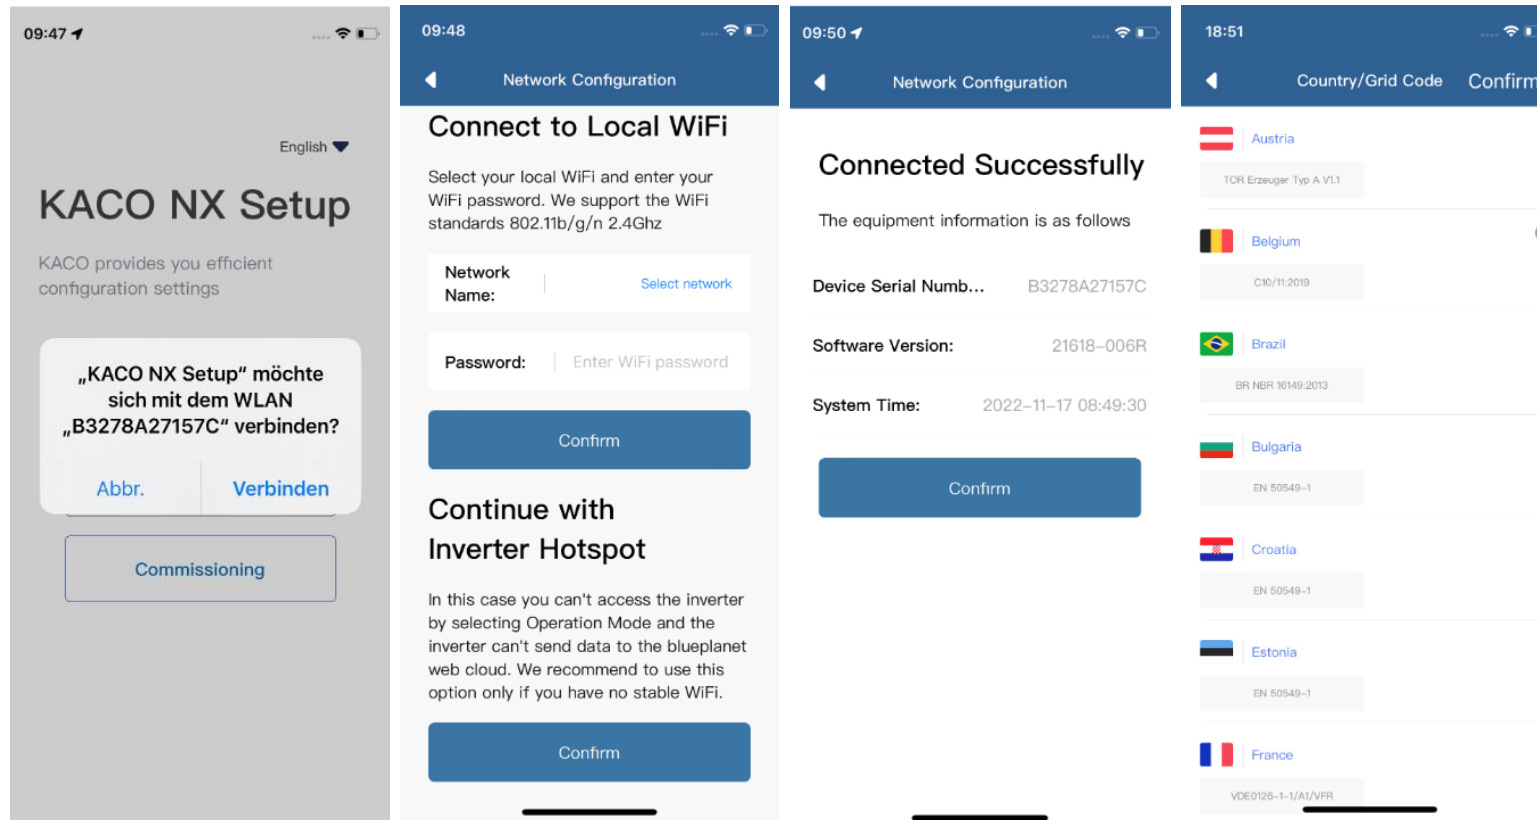 09:47
English
KACO NX Setup
KACO provides you efficient
configuration settings
„KACO NX Setup“ möchte
sich mit dem WLAN
„B3278A27157C“ verbinden?
Abbr.
Verbinden
Commissioning
09:48
Network Configuration
Connect to Local WiFi
Select your local WiFi and enter your
WiFi password. We support the WiFi
standards 802.11b/g/n 2.4Ghz
Network
Name:
Select network
Password:
Enter WiFi password
Confirm
Continue with
Inverter Hotspot
In this case you can't access the inverter
by selecting Operation Mode and the
inverter can't send data to the blueplanet
web cloud. We recommend to use this
option only if you have no stable WiFi.
Confirm
09:50
Network Configuration
Connected Successfully
The equipment information is as follows
Device Serial Numb...
B3278A27157C
Software Version:
21618-006R
System Time:
2022-11-17 08:49:30
Confirm
18:51
Country/Grid Code
Confirm
Austria
TOR Erzeuger Typ A V1.1
Belgium
C10/11:2019
Brazil
BR NBR 16149:2013
Bulgaria
EN 50549-1
Croatia
EN 50549-1
Estonia
EN 50549-1
France
VDE0126-1-1/A1/VFR